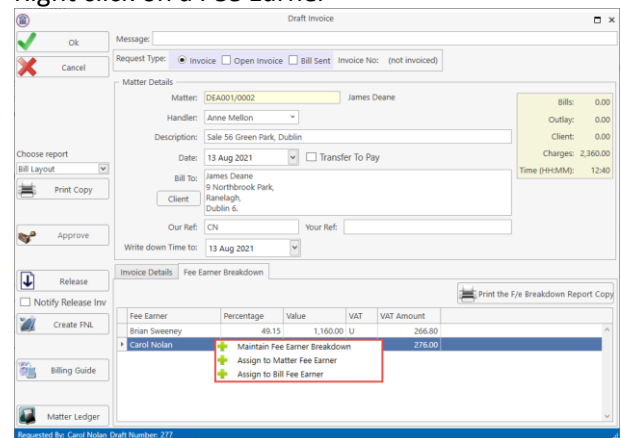 Right click on a Fee Earner
Draft Invoice
Ok
Cancel
Choose report
Bill Layout
Print Copy
Approve
Release
Notify Release Inv
Create FNL
Billing Guide
Matter Ledger
Message:
Request Type: Invoice Open Invoice Bill Sent Invoice No: (not invoiced)
Matter Details
Matter: DEA001/0002 James Deane
Handler: Anne Mellon
Description: Sale 56 Green Park, Dublin
Date: 13 Aug 2021 Transfer To Pay
Bill To: James Deane
9 Northbrook Park,
Client Ranelagh,
Dublin 6.
Our Ref: CN Your Ref:
Write down Time to: 13 Aug 2021
Bills: 0.00
Outlay: 0.00
Client: 0.00
Charges: 2,360.00
Time (HH:MM): 12:40
Invoice Details Fee Earner Breakdown
Print the F/e Breakdown Report Copy
Fee Earner Percentage Value VAT VAT Amount
Brian Sweeney 49.15 1,160.00 U 266.80
Carol Nolan 276.00
Maintain Fee Earner Breakdown
Assign to Matter Fee Earner
Assign to Bill Fee Earner
Requested By: Carol Nolan Draft Number: 277